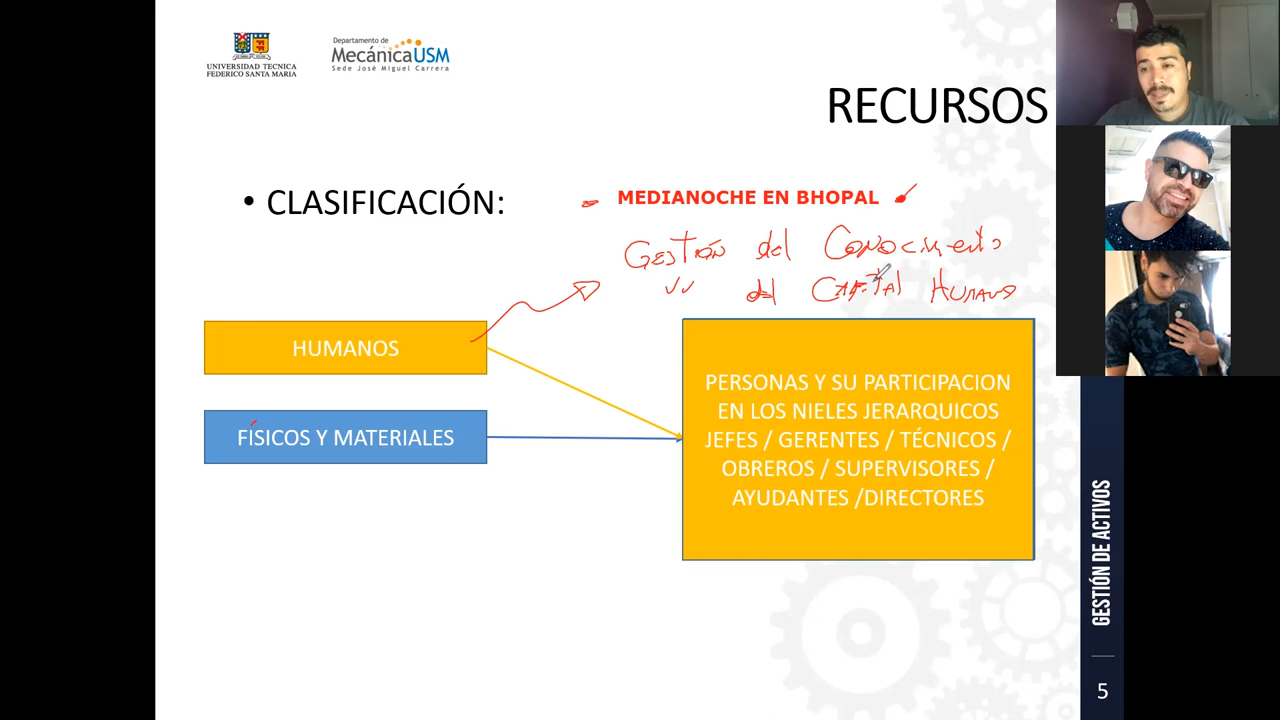 UNIVERSIDAD TECNICA
FEDERICO SANTA MARIA
Departamento de
MecánicaUSM
Sede José Miguel Carrera
RECURSOS
• CLASIFICACIÓN:
MEDIANOCHE EN BHOPAL
GESTIÓN del Conocimiento
del CAPITAl HUMANO
HUMANOS
FÍSICOS Y MATERIALES
PERSONAS Y SU PARTICIPACION
EN LOS NIELES JERARQUICOS
JEFES / GERENTES / TÉCNICOS /
OBREROS / SUPERVISORES /
AYUDANTES /DIRECTORES
GESTIÓN DE ACTIVOS
5